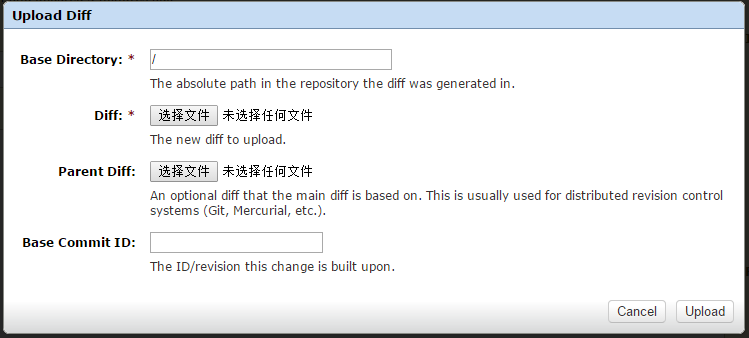 Upload Diff
Base Directory: * /
The absolute path in the repository the diff was generated in.
Diff: * 选择文件 未选择任何文件
The new diff to upload.
Parent Diff: 选择文件 未选择任何文件
An optional diff that the main diff is based on. This is usually used for distributed revision control
systems (Git, Mercurial, etc.).
Base Commit ID:
The ID/revision this change is built upon.
Cancel Upload